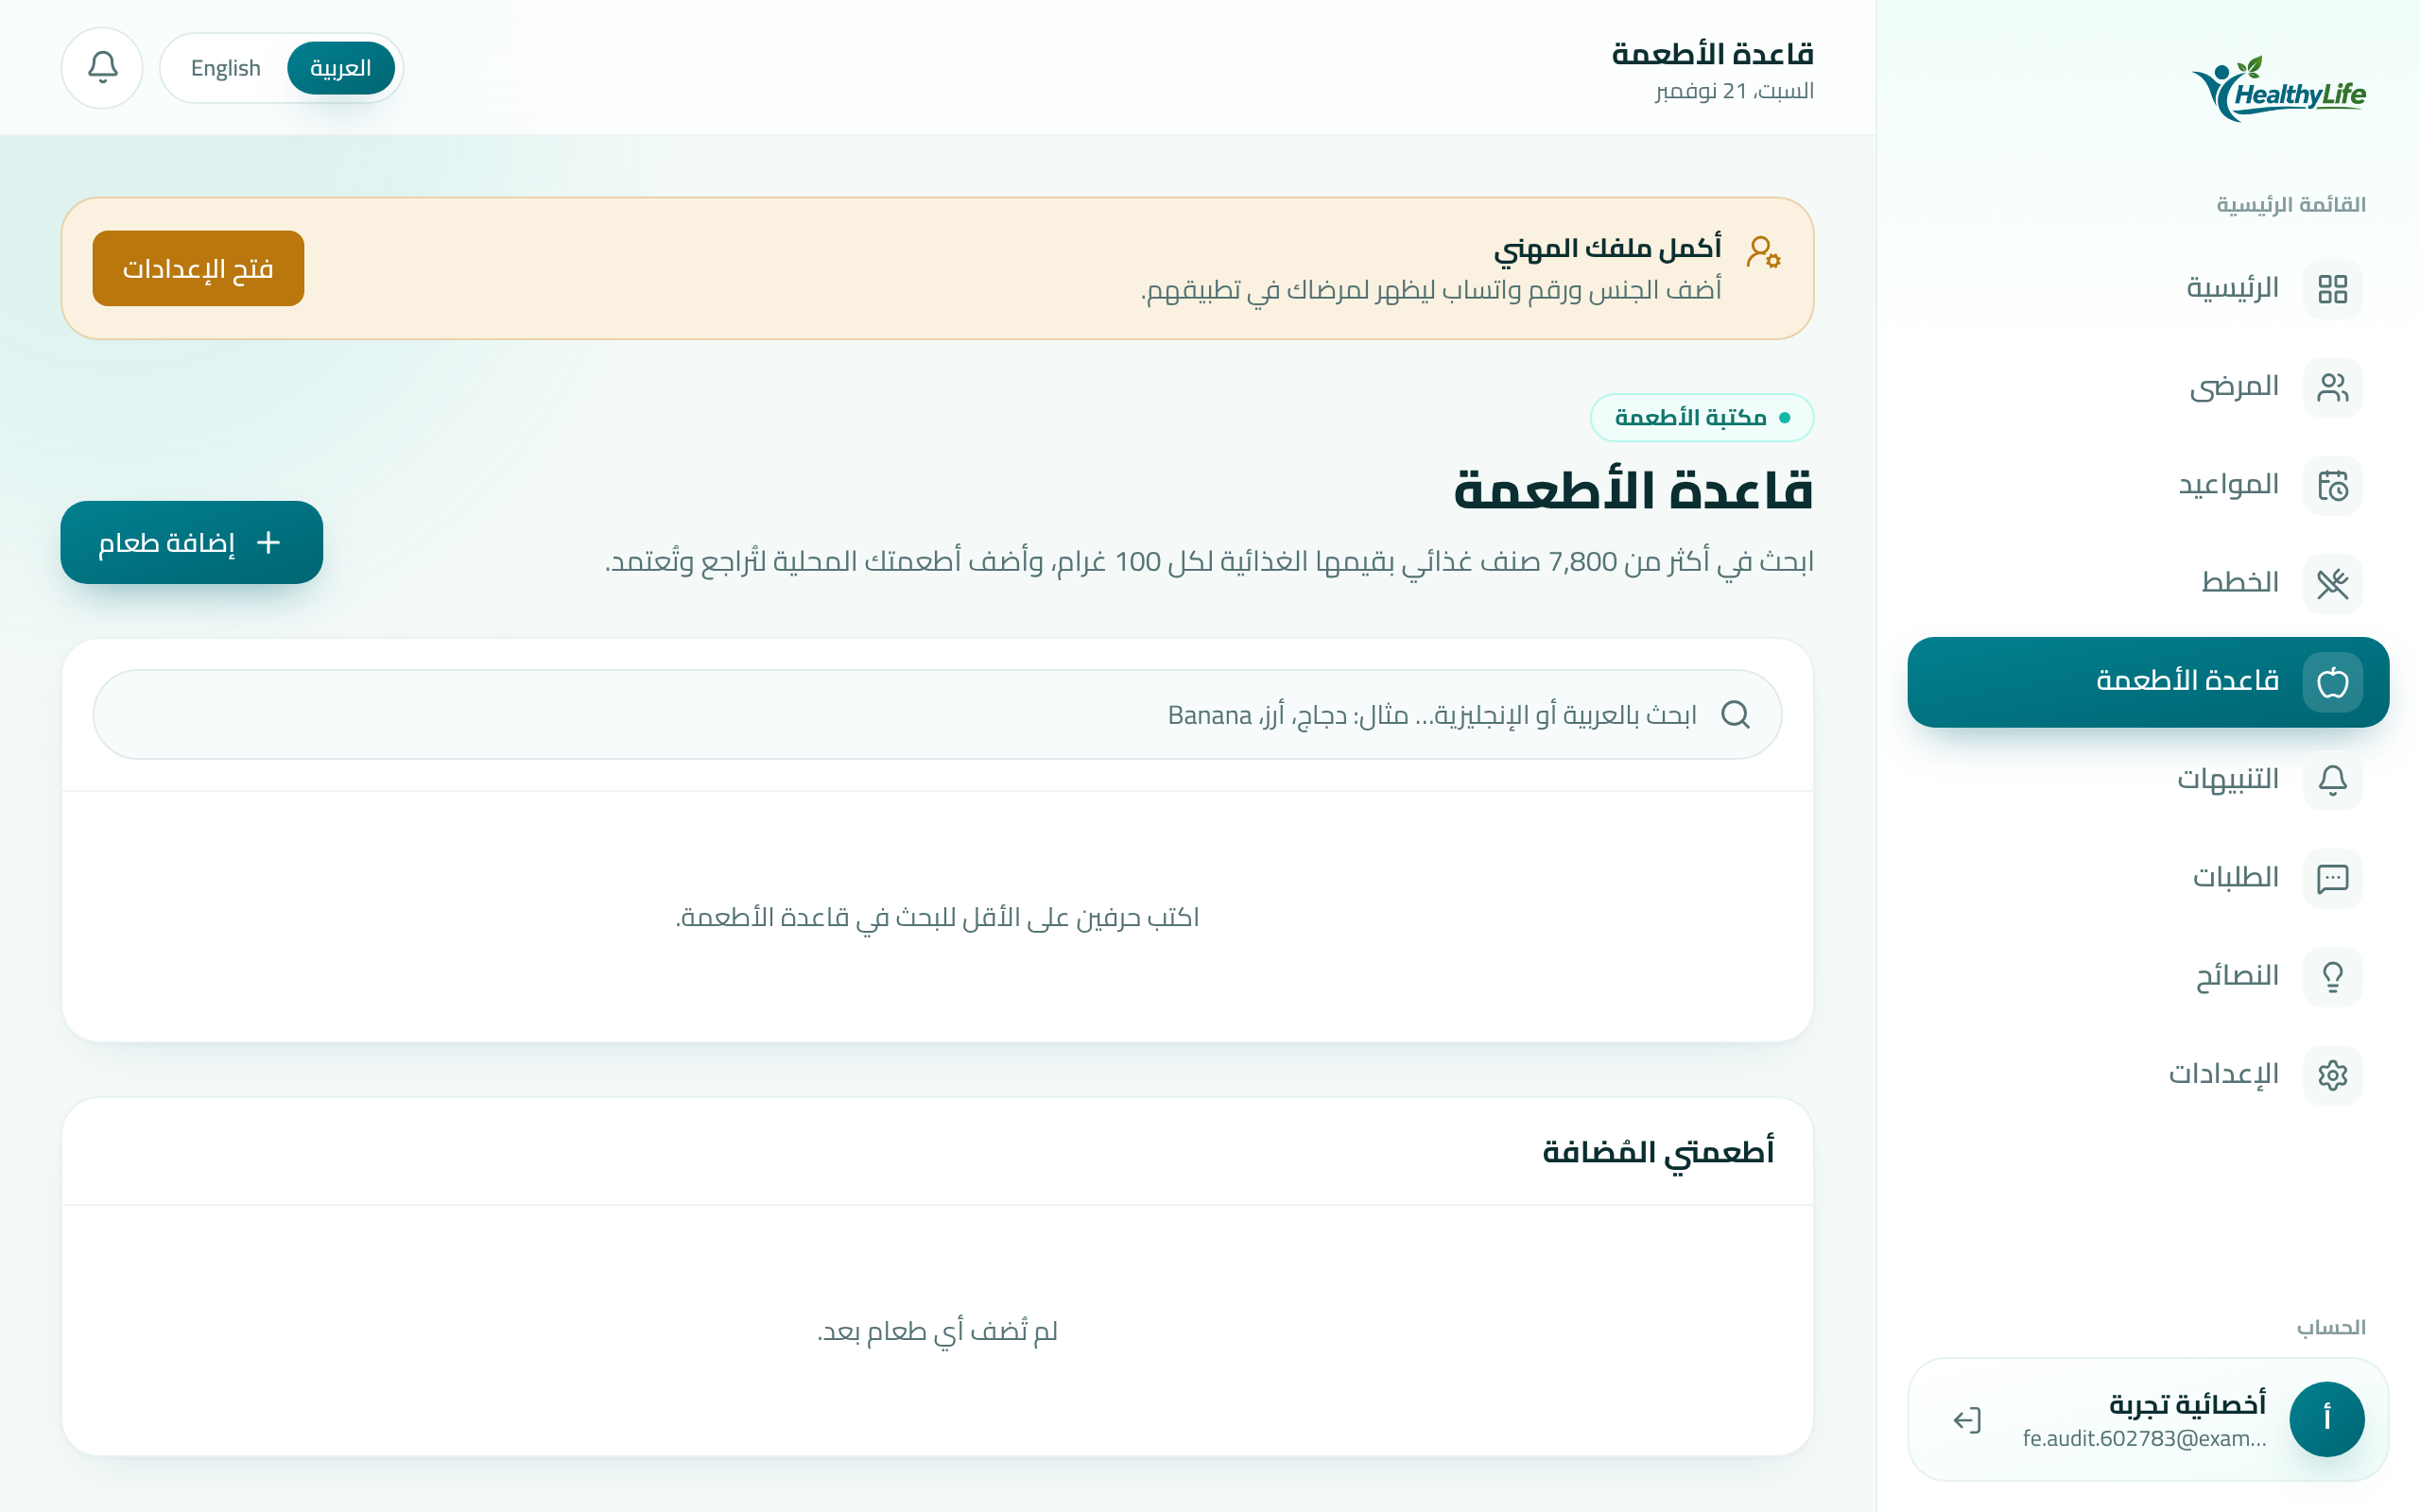 HealthyLife
القائمة الرئيسية
الرئيسية
المرضى
المواعيد
الخطط
قاعدة الأطعمة
التنبيهات
الطلبات
النصائح
الإعدادات
الحساب
أ
أخصائية تجربة
fe.audit.602783@exam...
قاعدة الأطعمة
السبت، 21 نوفمبر
العربية
English
أكمل ملفك المهني
أضف الجنس ورقم واتساب ليظهر لمرضاك في تطبيقهم.
فتح الإعدادات
مكتبة الأطعمة
قاعدة الأطعمة
ابحث في أكثر من 7,800 صنف غذائي بقيمها الغذائية لكل 100 غرام، وأضف أطعمتك المحلية لتُراجع وتُعتمد.
إضافة طعام
ابحث بالعربية أو الإنجليزية... مثال: دجاج، أرز، Banana
اكتب حرفين على الأقل للبحث في قاعدة الأطعمة.
أطعمتي المُضافة
لم تُضف أي طعام بعد.